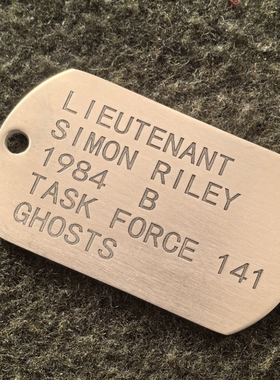 LIEUTENANT
SIMON RILEY
1984 B
TASK FORCE 141
GHOSTS